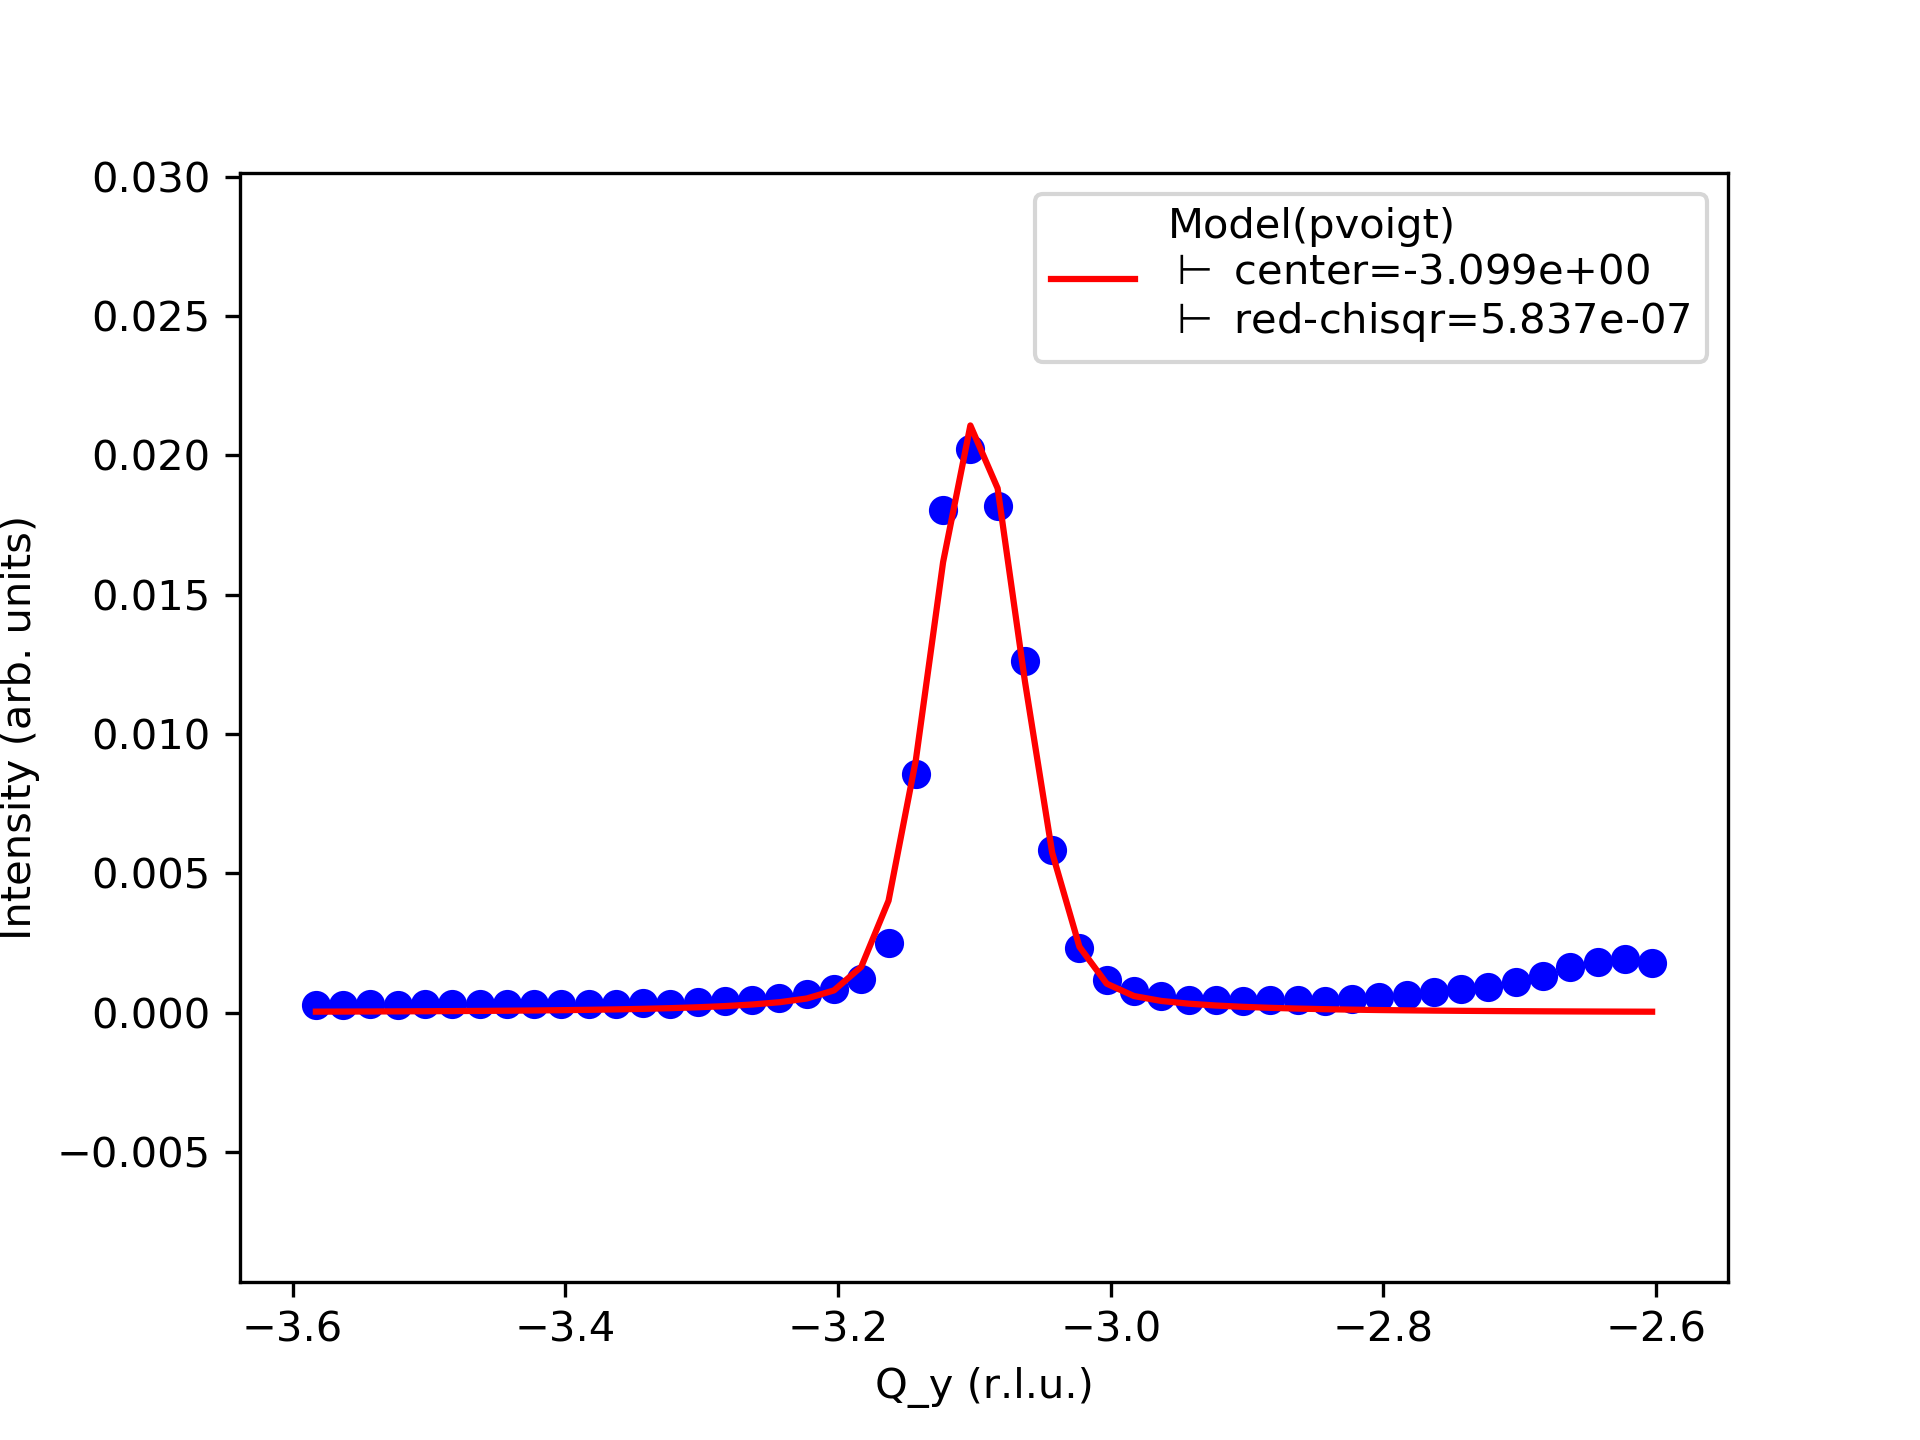 0.030
0.025
0.020
0.015
0.010
0.005
0.000
−0.005
Intensity (arb. units)
Model(pvoigt)
⊢ center=-3.099e+00
⊢ red-chisqr=5.837e-07
−3.6 −3.4 −3.2 −3.0 −2.8 −2.6
Q_y (r.l.u.)